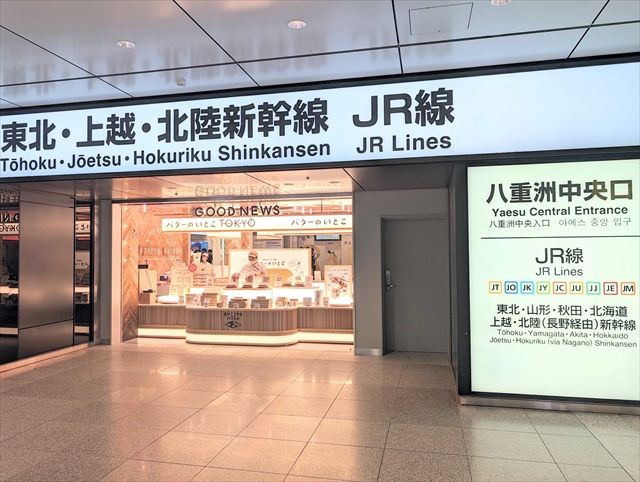 東北・上越・北陸新幹線 JR線
Tōhoku・Jōetsu・Hokuriku Shinkansen JR Lines
GOOD NEWS
TOKYO
バターのいとこ
バターのいとこ
八重洲中央口
Yaesu Central Entrance
八重洲中央入口 야에스 중앙 입구
JR線
JR Lines
JT JO JK JY JC JU JJ JE JM
東北・山形・秋田・北海道
上越・北陸(長野経由)新幹線
Tōhoku・Yamagata・Akita・Hokkaido
Jōetsu・Hokuriku (via Nagano) Shinkansen